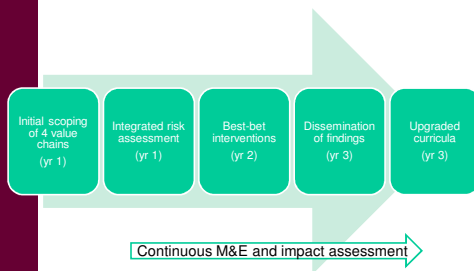 Initial scoping
of 4 value
chains
(yr 1)
Integrated risk
assessment
(yr 1)
Best-bet
interventions
(yr 2)
Dissemination
of findings
(yr 3)
Upgraded
curricula
(yr 3)
Continuous M&E and impact assessment